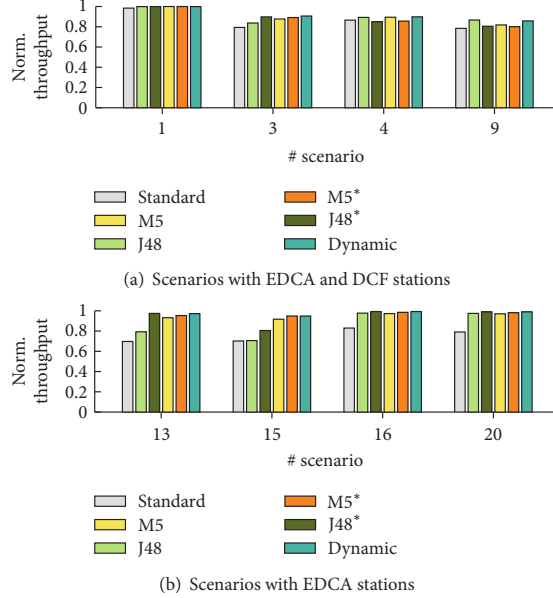 1
0.8
0.6
0.4
0.2
0
Norm.
throughput
1 3 4 9
# scenario
Standard M5*
M5 J48*
J48 Dynamic
(a) Scenarios with EDCA and DCF stations
1
0.8
0.6
0.4
0.2
0
Norm.
throughput
13 15 16 20
# scenario
Standard M5*
M5 J48*
J48 Dynamic
(b) Scenarios with EDCA stations